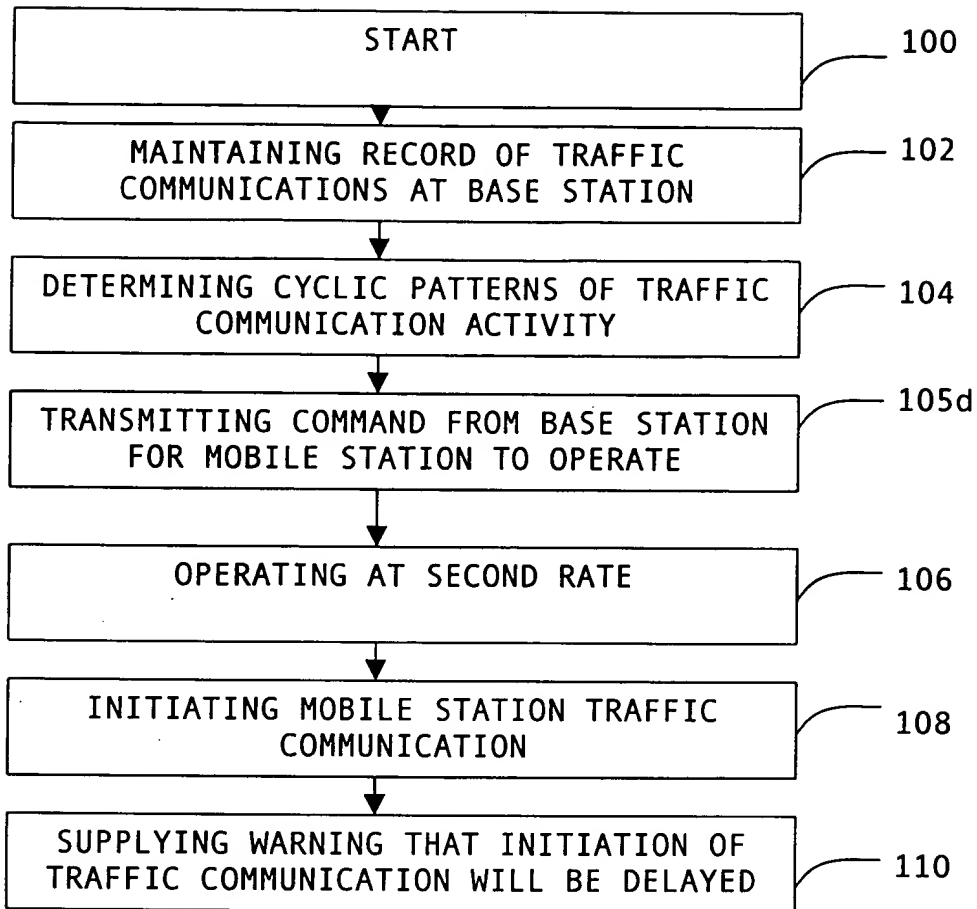 START
100
MAINTAINING RECORD OF TRAFFIC
COMMUNICATIONS AT BASE STATION
102
DETERMINING CYCLIC PATTERNS OF TRAFFIC
COMMUNICATION ACTIVITY
104
TRANSMITTING COMMAND FROM BASE STATION
FOR MOBILE STATION TO OPERATE
105d
OPERATING AT SECOND RATE
106
INITIATING MOBILE STATION TRAFFIC
COMMUNICATION
108
SUPPLYING WARNING THAT INITIATION OF
TRAFFIC COMMUNICATION WILL BE DELAYED
110